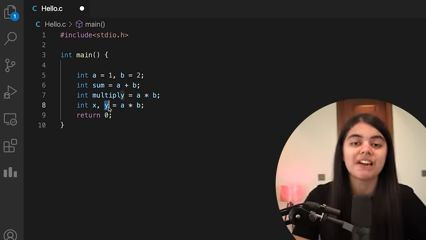 Hello.c
Hello.c > main()
1 #include<stdio.h>
2
3 int main() {
4
5 int a = 1, b = 2;
6 int sum = a + b;
7 int multiply = a * b;
8 int x, y = a * b;
9 return 0;
10 }